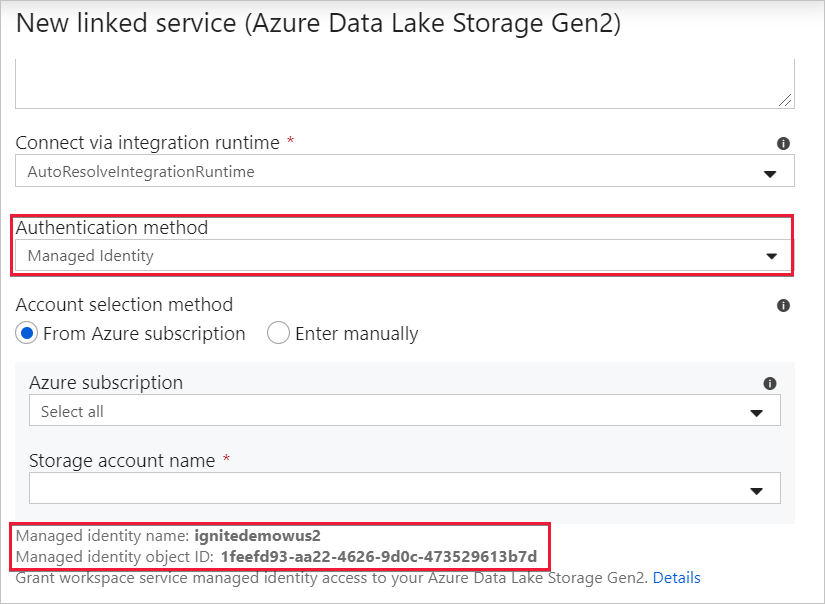 New linked service (Azure Data Lake Storage Gen2)
Connect via integration runtime *
AutoResolveIntegrationRuntime
Authentication method
Managed Identity
Account selection method
From Azure subscription Enter manually
Azure subscription
Select all
Storage account name *
Managed identity name: ignitedemowus2
Managed identity object ID: 1feefd93-aa22-4626-9d0c-473529613b7d
Grant workspace service managed identity access to your Azure Data Lake Storage Gen2. Details